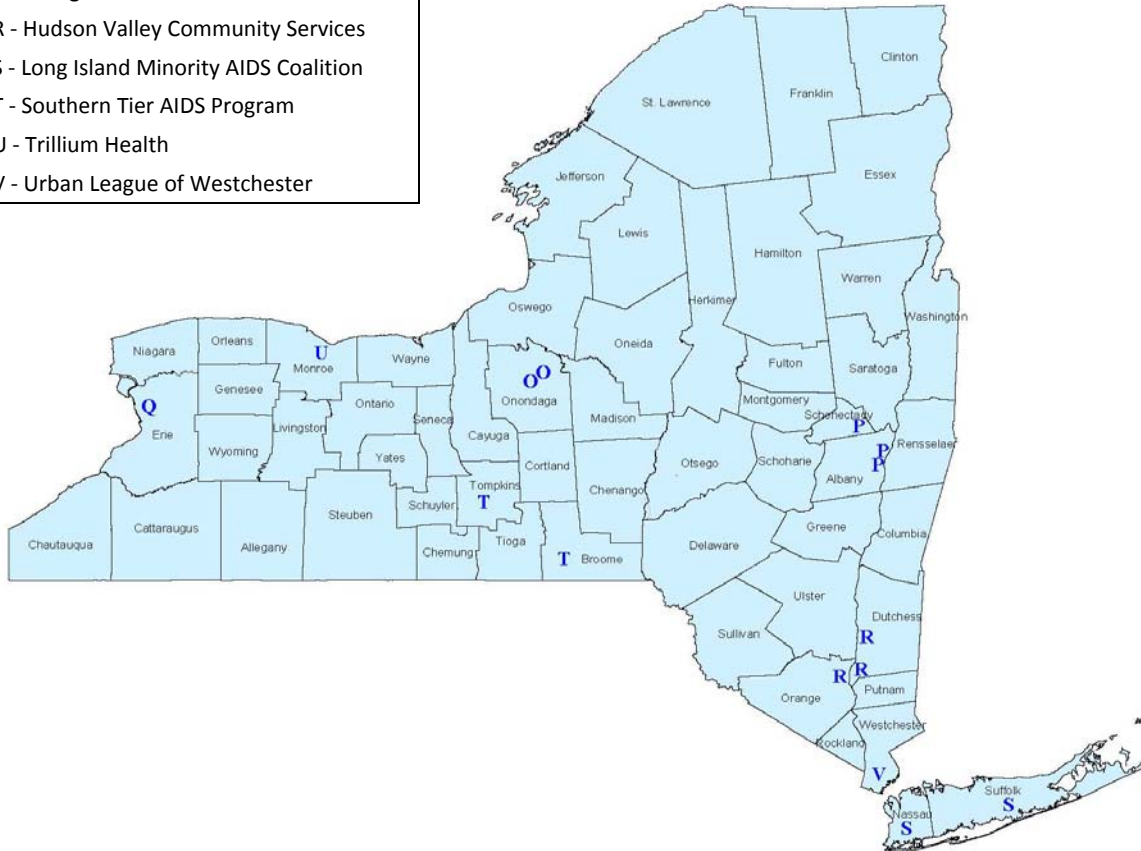 R - Hudson Valley Community Services
S - Long Island Minority AIDS Coalition
T - Southern Tier AIDS Program
U - Trillium Health
V - Urban League of Westchester
Clinton
Franklin
St. Lawrence
Essex
Jefferson
Lewis
Hamilton
Warren
Herkimer
Oswego
Washington
Oneida
Niagara
Orleans
U
Monroe
Wayne
Fulton
Saratoga
O O
Onondaga
Genesee
Q
Erie
Ontario
Seneca
Montgomery
Schenectady
P
Livingston
Cayuga
Madison
Rensselaer
P
P
Albany
Wyoming
Yates
Cortland
Otsego
Schoharie
Tompkins
T
Chenango
Schuyler
Steuben
Cattaraugus
Greene
Columbia
Chautauqua
Allegany
Chemung
Tioga
T
Broome
Delaware
Ulster
Dutchess
R
Sullivan
R
R
Orange
Putnam
Westchester
Rockland
V
Suffolk
S
Nassau
S